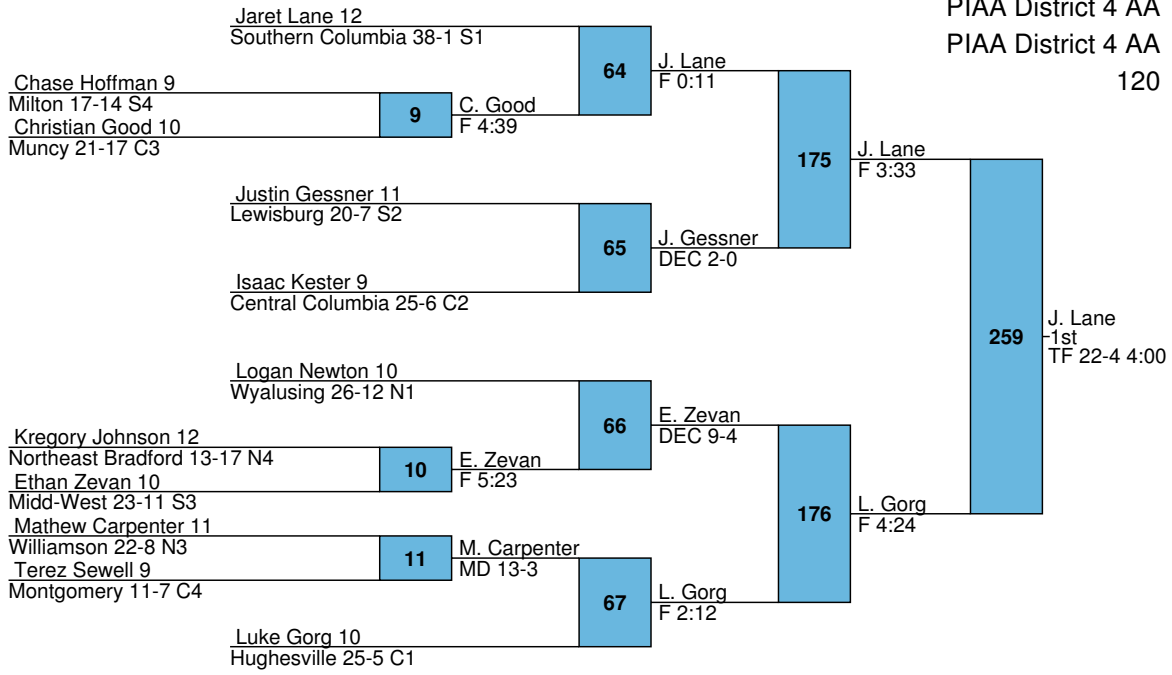 PIAA District 4 AA
PIAA District 4 AA
120
Jaret Lane 12
Southern Columbia 38-1 S1
64
J. Lane
F 0:11
Chase Hoffman 9
Milton 17-14 S4
9
C. Good
F 4:39
Christian Good 10
Muncy 21-17 C3
175
J. Lane
F 3:33
Justin Gessner 11
Lewisburg 20-7 S2
65
J. Gessner
DEC 2-0
Isaac Kester 9
Central Columbia 25-6 C2
259
J. Lane
1st
TF 22-4 4:00
Logan Newton 10
Wyalusing 26-12 N1
66
E. Zevan
DEC 9-4
Kregory Johnson 12
Northeast Bradford 13-17 N4
10
E. Zevan
F 5:23
Ethan Zevan 10
Midd-West 23-11 S3
176
L. Gorg
F 4:24
Mathew Carpenter 11
Williamson 22-8 N3
11
M. Carpenter
MD 13-3
Terez Sewell 9
Montgomery 11-7 C4
67
L. Gorg
F 2:12
Luke Gorg 10
Hughesville 25-5 C1